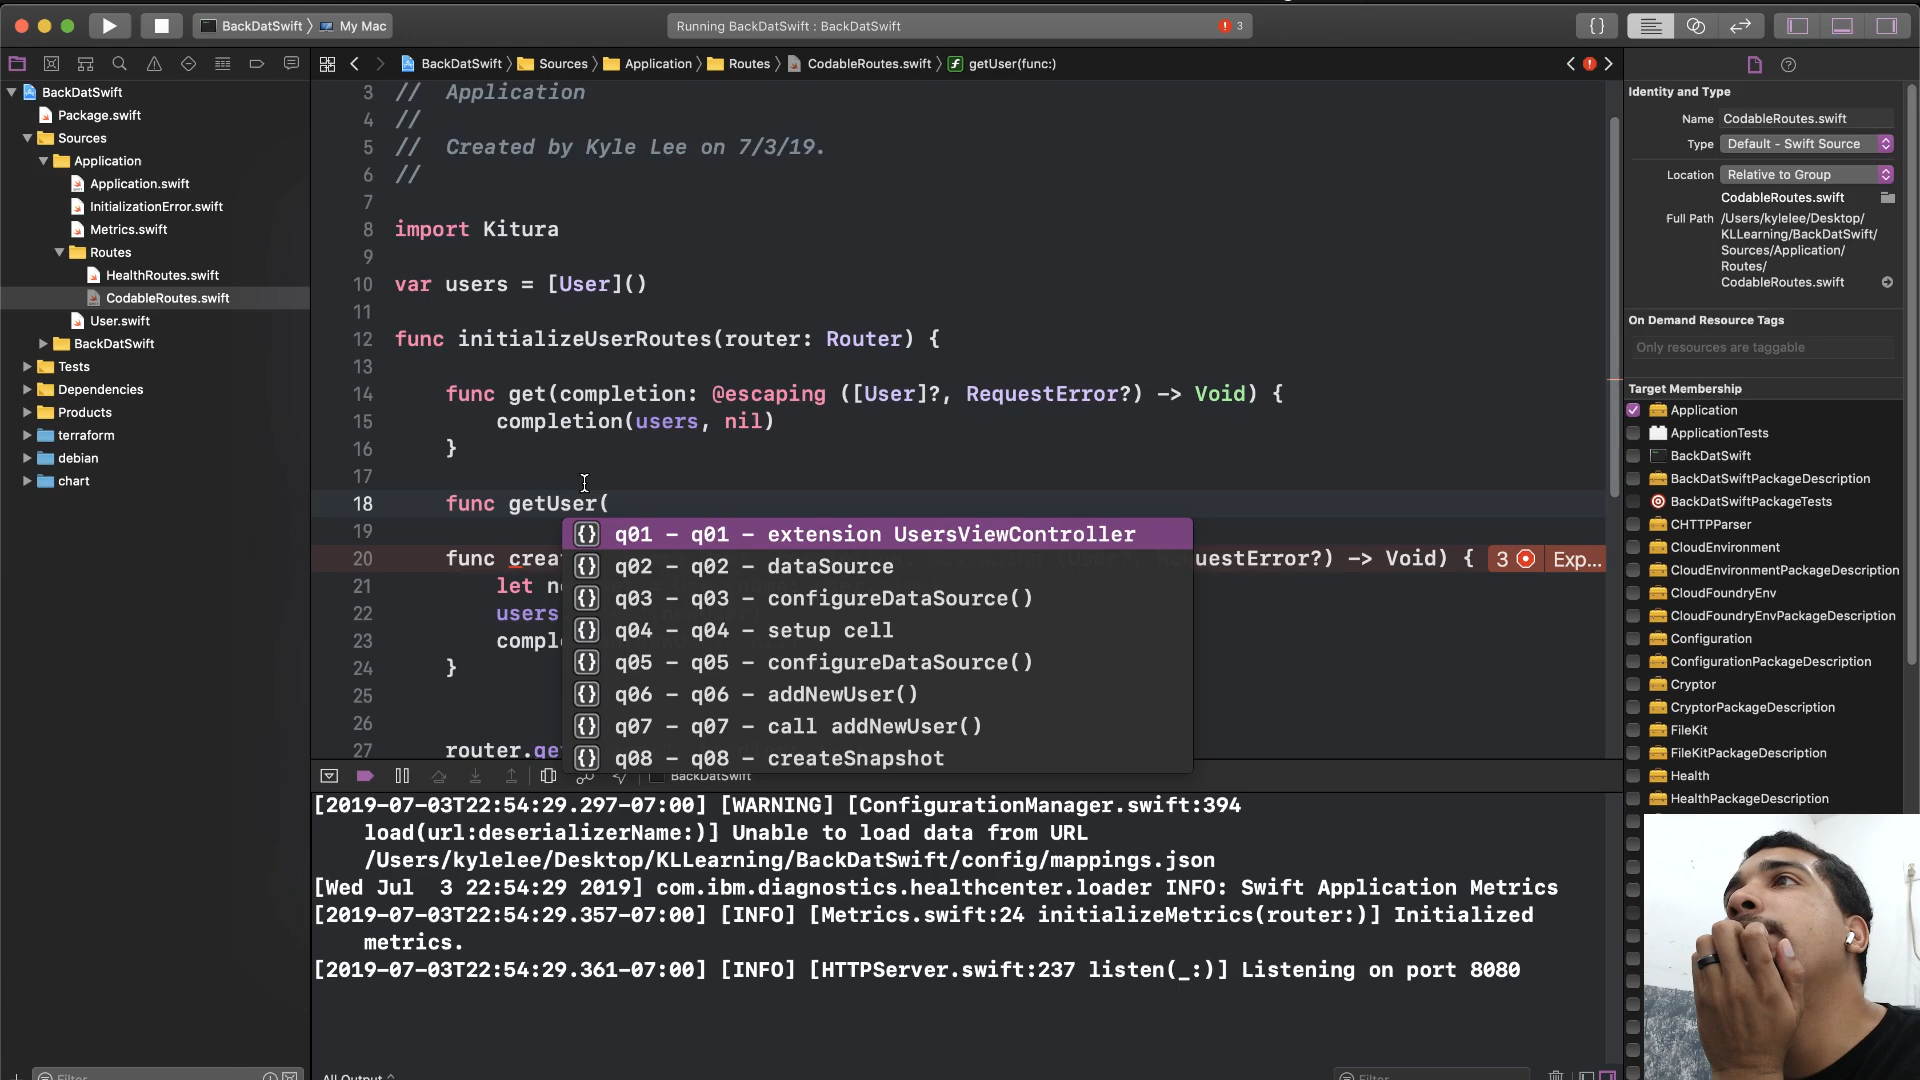 BackDatSwift
My Mac
Running BackDatSwift : BackDatSwift
3
BackDatSwift
Sources
Application
Routes
CodableRoutes.swift
getUser(func:)
BackDatSwift
Package.swift
Sources
Application
Application.swift
InitializationError.swift
Metrics.swift
Routes
HealthRoutes.swift
CodableRoutes.swift
User.swift
BackDatSwift
Tests
Dependencies
Products
terraform
debian
chart
3 //  Application
4 //
5 //  Created by Kyle Lee on 7/3/19.
6 //
7
8 import Kitura
9
10 var users = [User]()
11
12 func initializeUserRoutes(router: Router) {
13
14 func get(completion: @escaping ([User]?, RequestError?) -> Void) {
15 completion(users, nil)
16 }
17
18 func getUser(
19
20 func crea uestError?) -> Void) { 3 Exp...
21 let n
22 users
23 compl
24 }
25
26
27 router.ge
{} q01 – q01 – extension UsersViewController
{} q02 – q02 – dataSource
{} q03 – q03 – configureDataSource()
{} q04 – q04 – setup cell
{} q05 – q05 – configureDataSource()
{} q06 – q06 – addNewUser()
{} q07 – q07 – call addNewUser()
{} q08 – q08 – createSnapshot
BackDatSwift
[2019-07-03T22:54:29.297-07:00] [WARNING] [ConfigurationManager.swift:394
load(url:deserializerName:)] Unable to load data from URL
/Users/kylelee/Desktop/KLLearning/BackDatSwift/config/mappings.json
[Wed Jul  3 22:54:29 2019] com.ibm.diagnostics.healthcenter.loader INFO: Swift Application Metrics
[2019-07-03T22:54:29.357-07:00] [INFO] [Metrics.swift:24 initializeMetrics(router:)] Initialized
metrics.
[2019-07-03T22:54:29.361-07:00] [INFO] [HTTPServer.swift:237 listen(_:)] Listening on port 8080
Filter
All Output
Filter
Identity and Type
Name CodableRoutes.swift
Type Default - Swift Source
Location Relative to Group
CodableRoutes.swift
Full Path /Users/kylelee/Desktop/
KLLearning/BackDatSwift/
Sources/Application/
Routes/
CodableRoutes.swift
On Demand Resource Tags
Only resources are taggable
Target Membership
Application
ApplicationTests
BackDatSwift
BackDatSwiftPackageDescription
BackDatSwiftPackageTests
CHTTPParser
CloudEnvironment
CloudEnvironmentPackageDescription
CloudFoundryEnv
CloudFoundryEnvPackageDescription
Configuration
ConfigurationPackageDescription
Cryptor
CryptorPackageDescription
FileKit
FileKitPackageDescription
Health
HealthPackageDescription